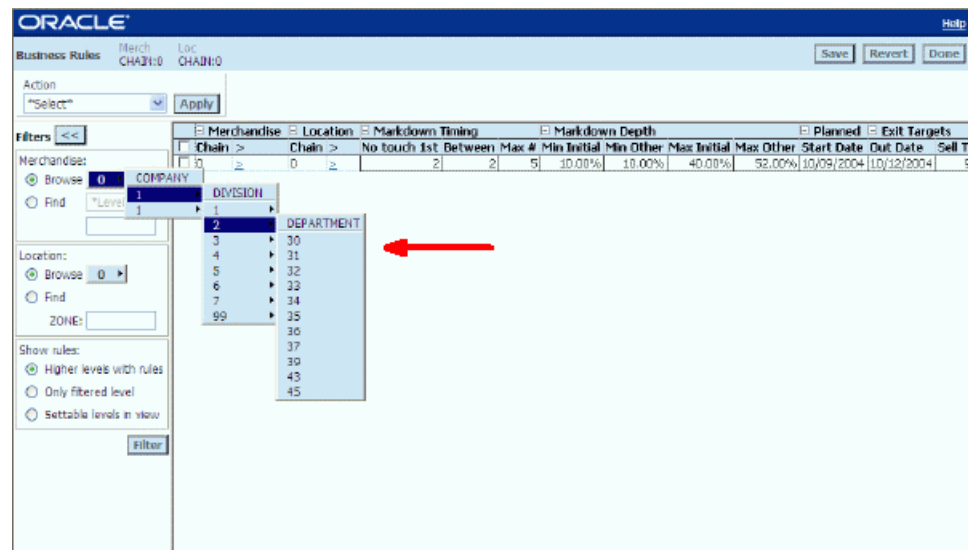 ORACLE
Help
Business Rules Merch Loc
CHAIN:0 CHAIN:0
Save Revert Done
Action
"Select" Apply
Filters <<
Merchandise Location Markdown Timing Markdown Depth Planned Exit Targets
Chain > Chain > No touch 1st Between Max # Min Initial Min Other Max Initial Max Other Start Date Out Date Sell T
0 > 0 > 2 2 5 10.00% 10.00% 40.00% 52.00% 10/09/2004 10/12/2004 9
Merchandise:
Browse 0
Find "Level
COMPANY
1
1
DIVISION
1
2
3
4
5
6
7
99
DEPARTMENT
30
31
32
33
34
35
36
37
39
43
45
Location:
Browse 0
Find
ZONE:
Show rules:
Higher levels with rules
Only filtered level
Settable levels in view
Filter